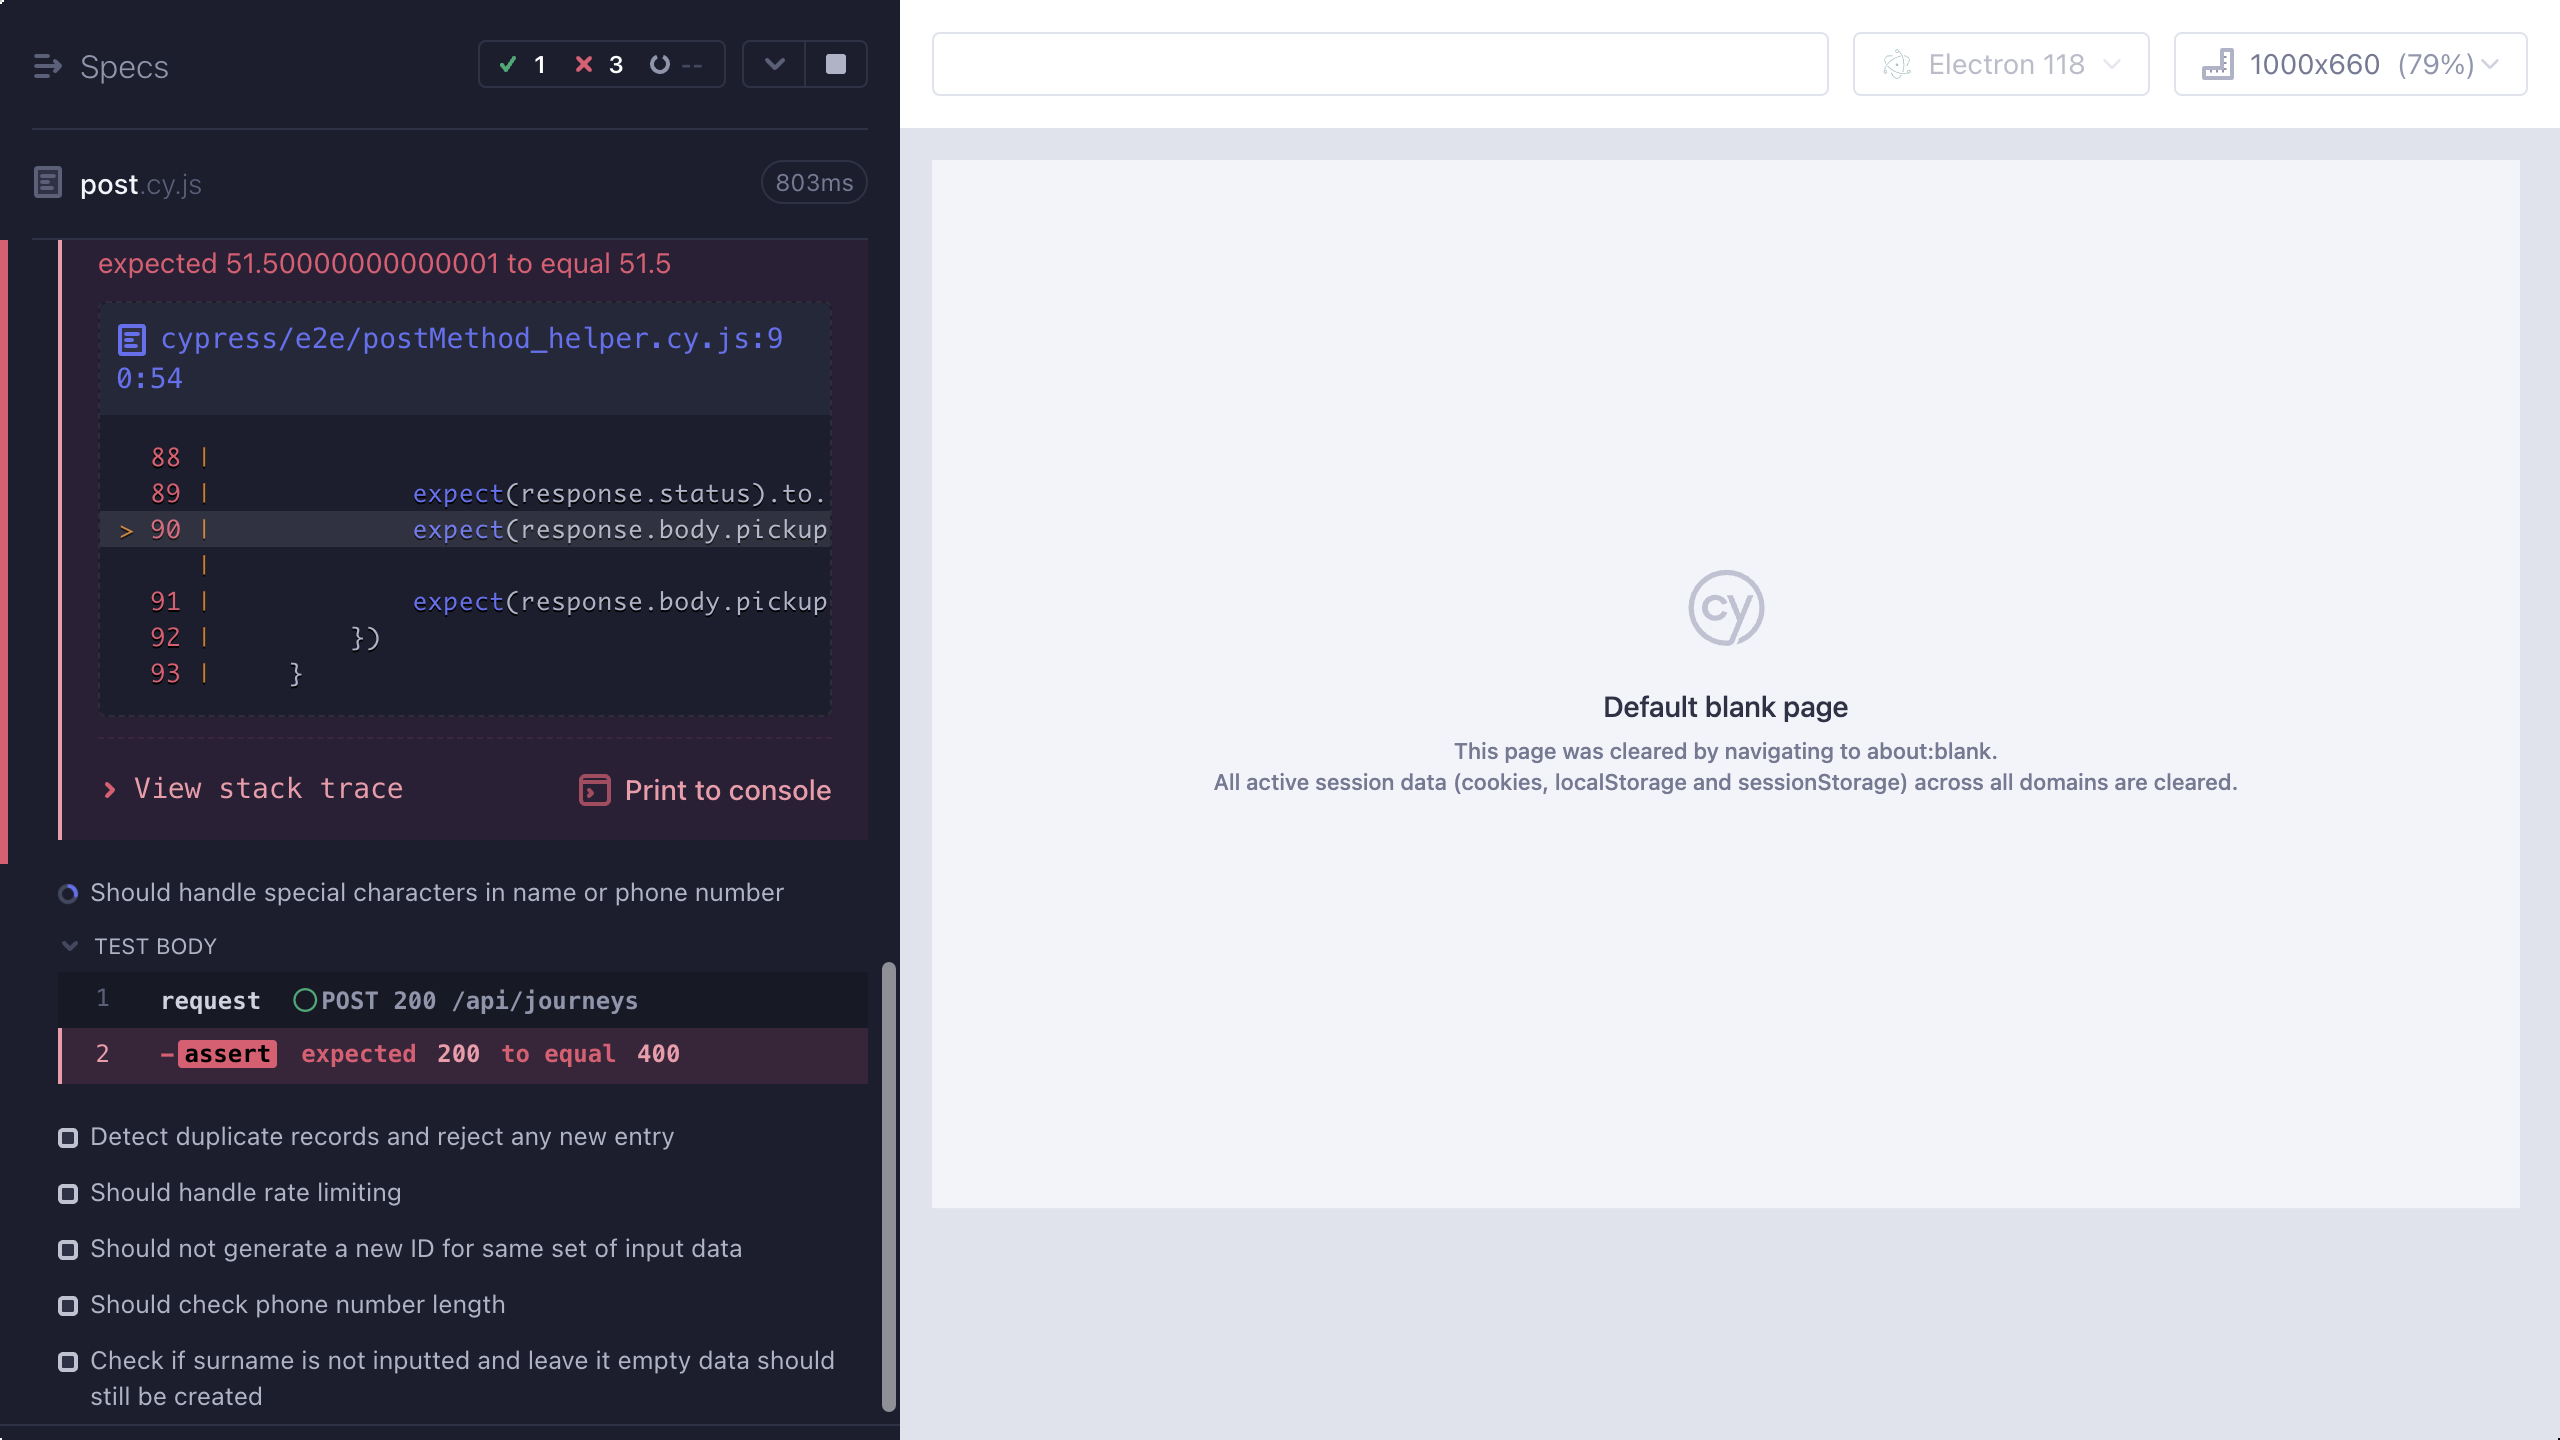 Specs
1 3 --
post.cy.js
803ms
expected 51.50000000000001 to equal 51.5
cypress/e2e/postMethod_helper.cy.js:9
0:54
88 |
89 | expect(response.status).to.
> 90 | expect(response.body.pickup
|
91 | expect(response.body.pickup
92 | })
93 | }
View stack trace
Print to console
Should handle special characters in name or phone number
TEST BODY
1 request POST 200 /api/journeys
2 -assert expected 200 to equal 400
Detect duplicate records and reject any new entry
Should handle rate limiting
Should not generate a new ID for same set of input data
Should check phone number length
Check if surname is not inputted and leave it empty data should
still be created
Electron 118
1000x660 (79%)
cy
Default blank page
This page was cleared by navigating to about:blank.
All active session data (cookies, localStorage and sessionStorage) across all domains are cleared.